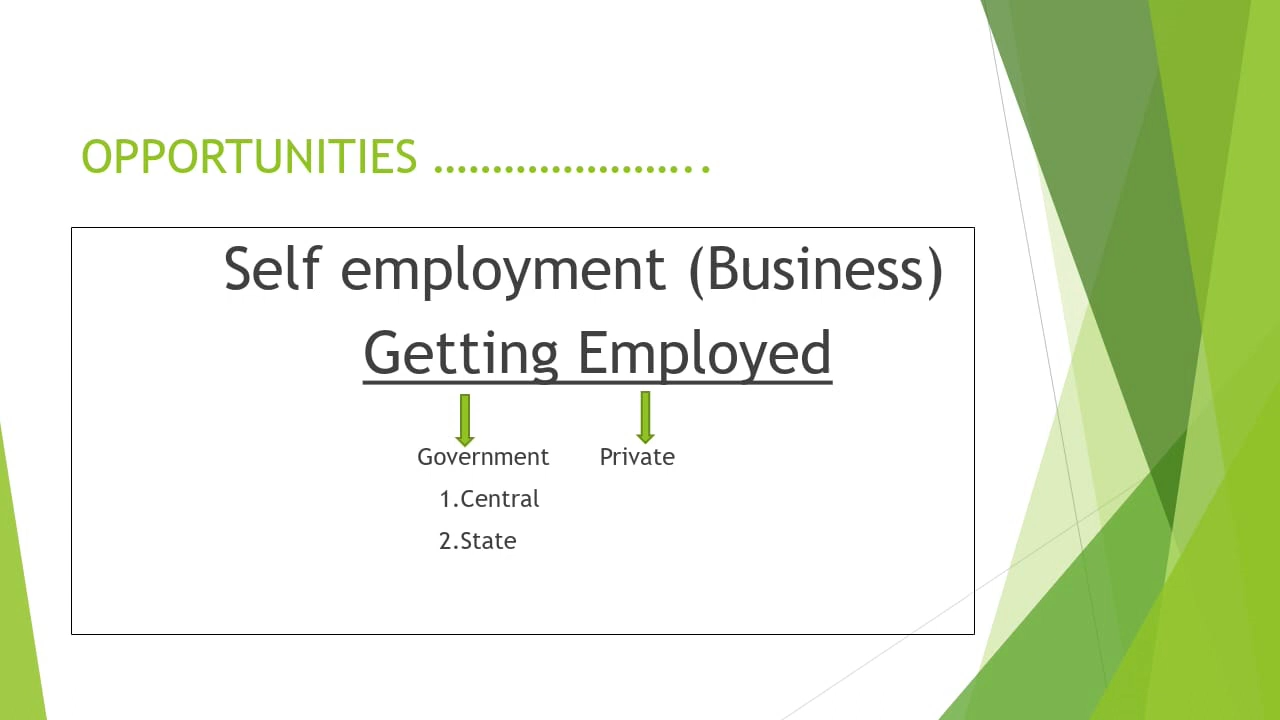 OPPORTUNITIES …………………..
Self employment (Business)
Getting Employed
Government Private
1.Central
2.State